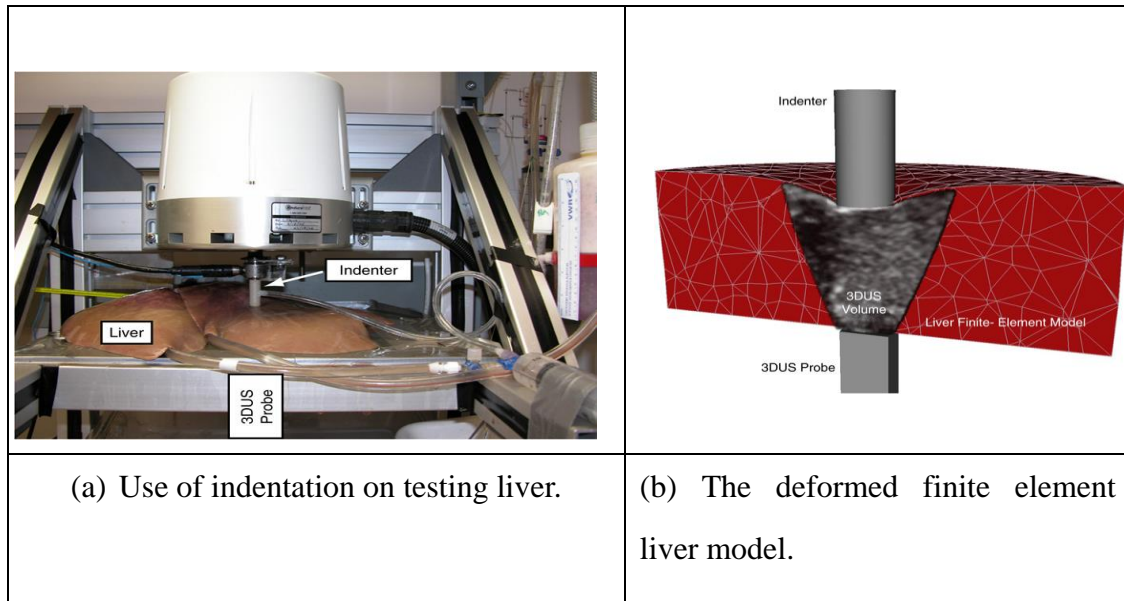 Indenter
Liver
3DUS
Probe
VWR
Indenter
3DUS
Volume
Liver Finite- Element Model
3DUS Probe
(a) Use of indentation on testing liver.
(b) The deformed finite element
liver model.